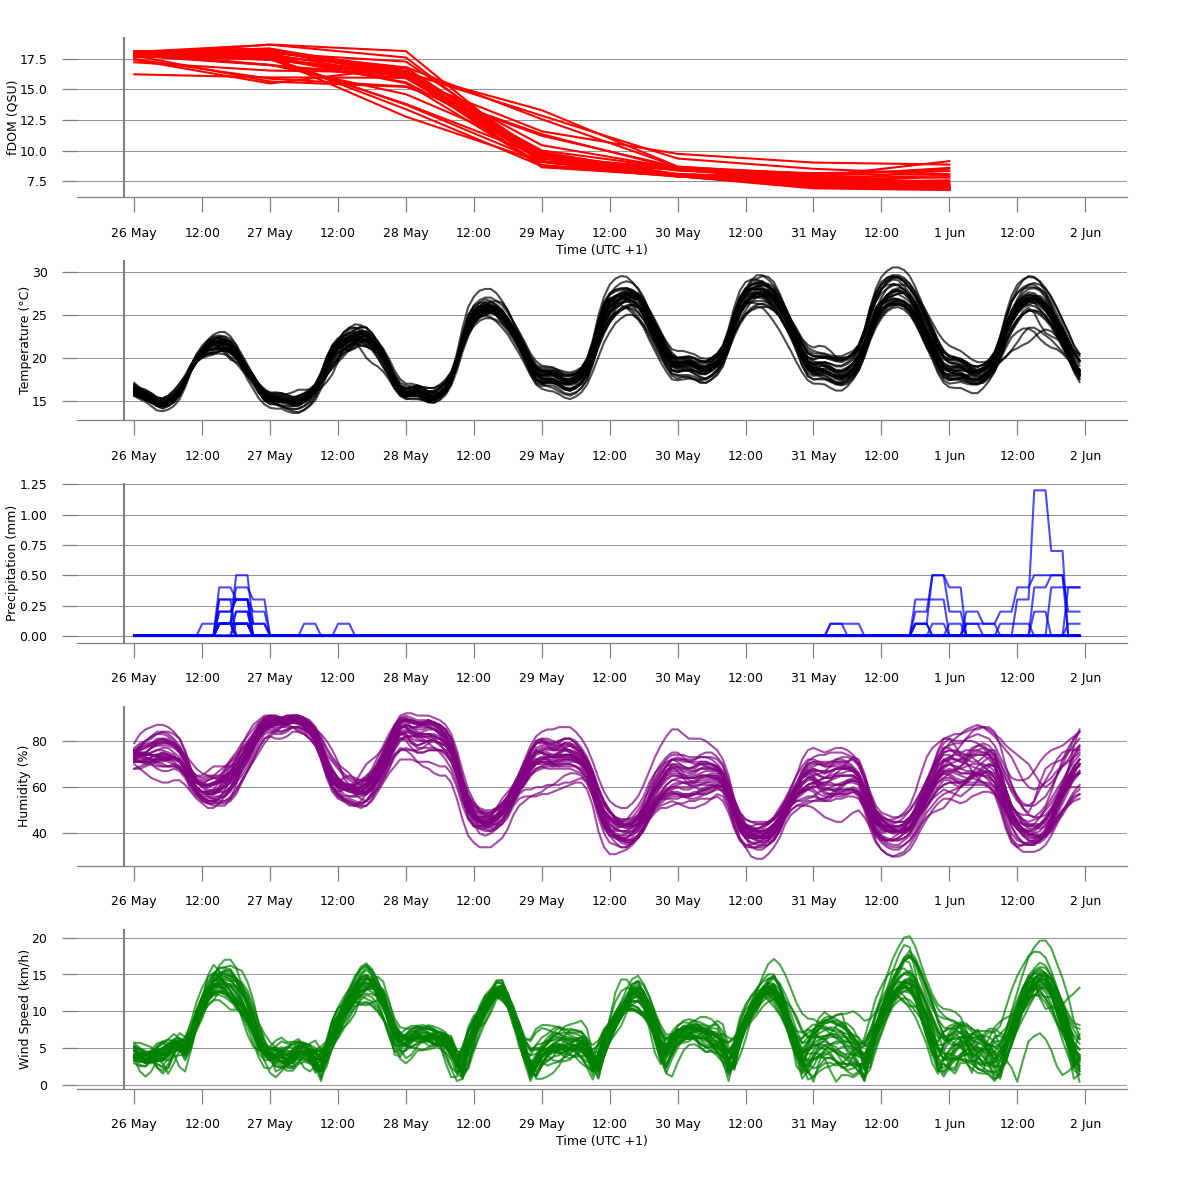 17.5
15.0
12.5
10.0
7.5
fDOM (QSU)
26 May 12:00 27 May 12:00 28 May 12:00 29 May 12:00 30 May 12:00 31 May 12:00 1 Jun 12:00 2 Jun
Time (UTC +1)
30
25
20
15
Temperature (°C)
26 May 12:00 27 May 12:00 28 May 12:00 29 May 12:00 30 May 12:00 31 May 12:00 1 Jun 12:00 2 Jun
1.25
1.00
0.75
0.50
0.25
0.00
Precipitation (mm)
26 May 12:00 27 May 12:00 28 May 12:00 29 May 12:00 30 May 12:00 31 May 12:00 1 Jun 12:00 2 Jun
80
60
40
Humidity (%)
26 May 12:00 27 May 12:00 28 May 12:00 29 May 12:00 30 May 12:00 31 May 12:00 1 Jun 12:00 2 Jun
20
15
10
5
0
Wind Speed (km/h)
26 May 12:00 27 May 12:00 28 May 12:00 29 May 12:00 30 May 12:00 31 May 12:00 1 Jun 12:00 2 Jun
Time (UTC +1)